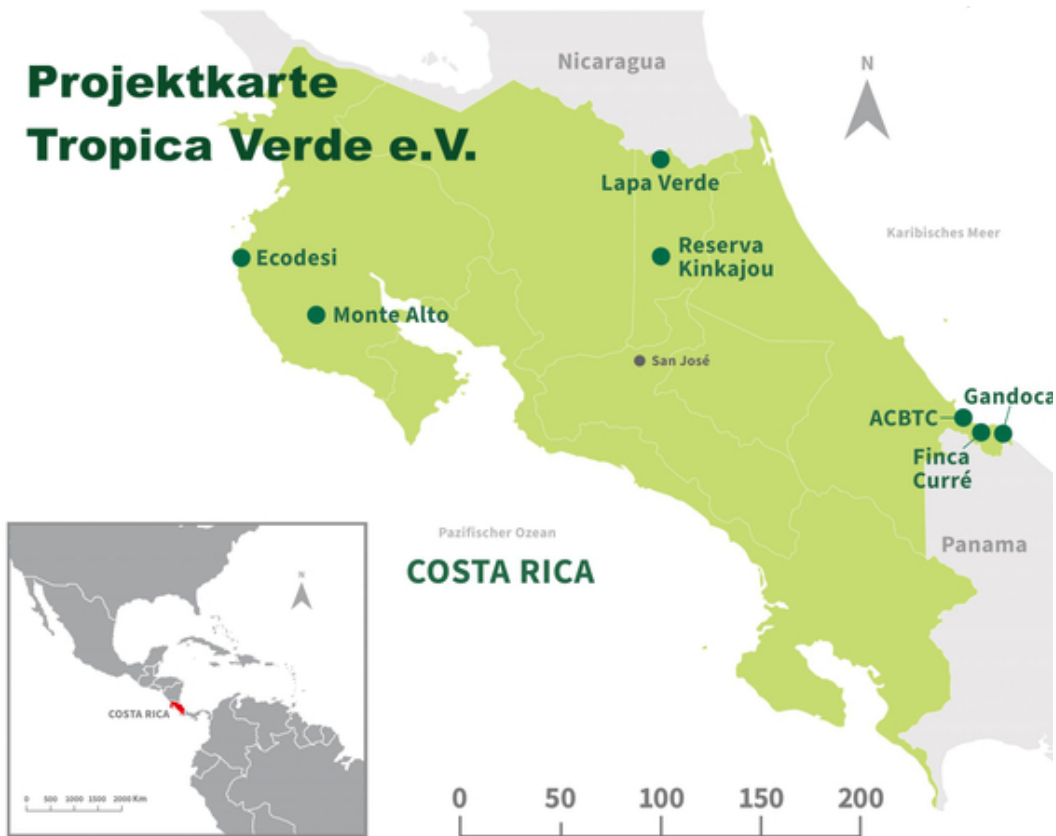 Projektkarte
Tropica Verde e.V.
Nicaragua
N
Lapa Verde
Karibisches Meer
Ecodesi
Reserva
Kinkajou
Monte Alto
San José
Gandoca
ACBTC
Finca
Curré
Pazifischer Ozean
Panama
COSTA RICA
N
COSTA RICA
0 500 1000 1500 2000 Km
0 50 100 150 200